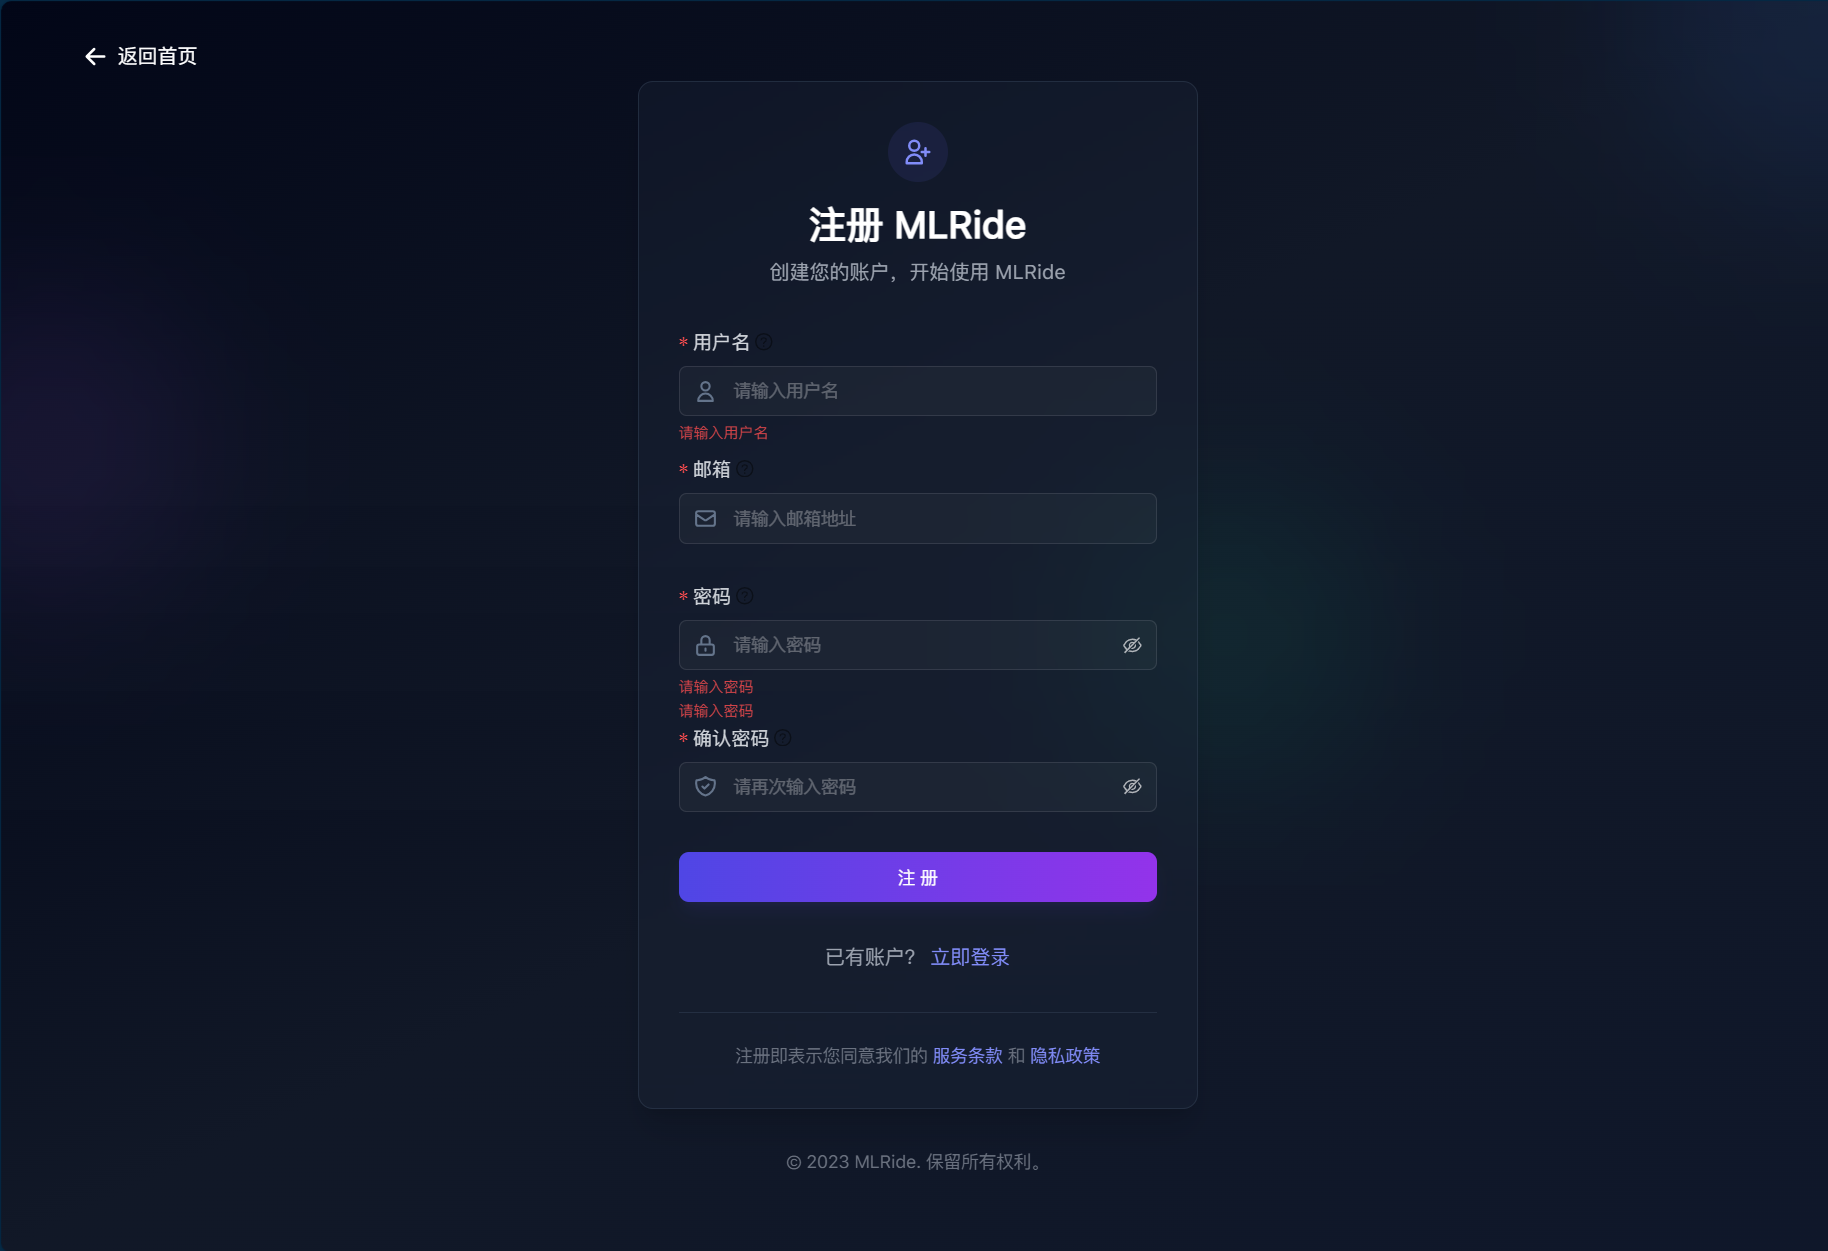 返回首页
注册 MLRide
创建您的账户，开始使用 MLRide
* 用户名
请输入用户名
请输入用户名
* 邮箱
请输入邮箱地址
* 密码
请输入密码
请输入密码
请输入密码
* 确认密码
请再次输入密码
注 册
已有账户? 立即登录
注册即表示您同意我们的 服务条款 和 隐私政策
© 2023 MLRide. 保留所有权利。